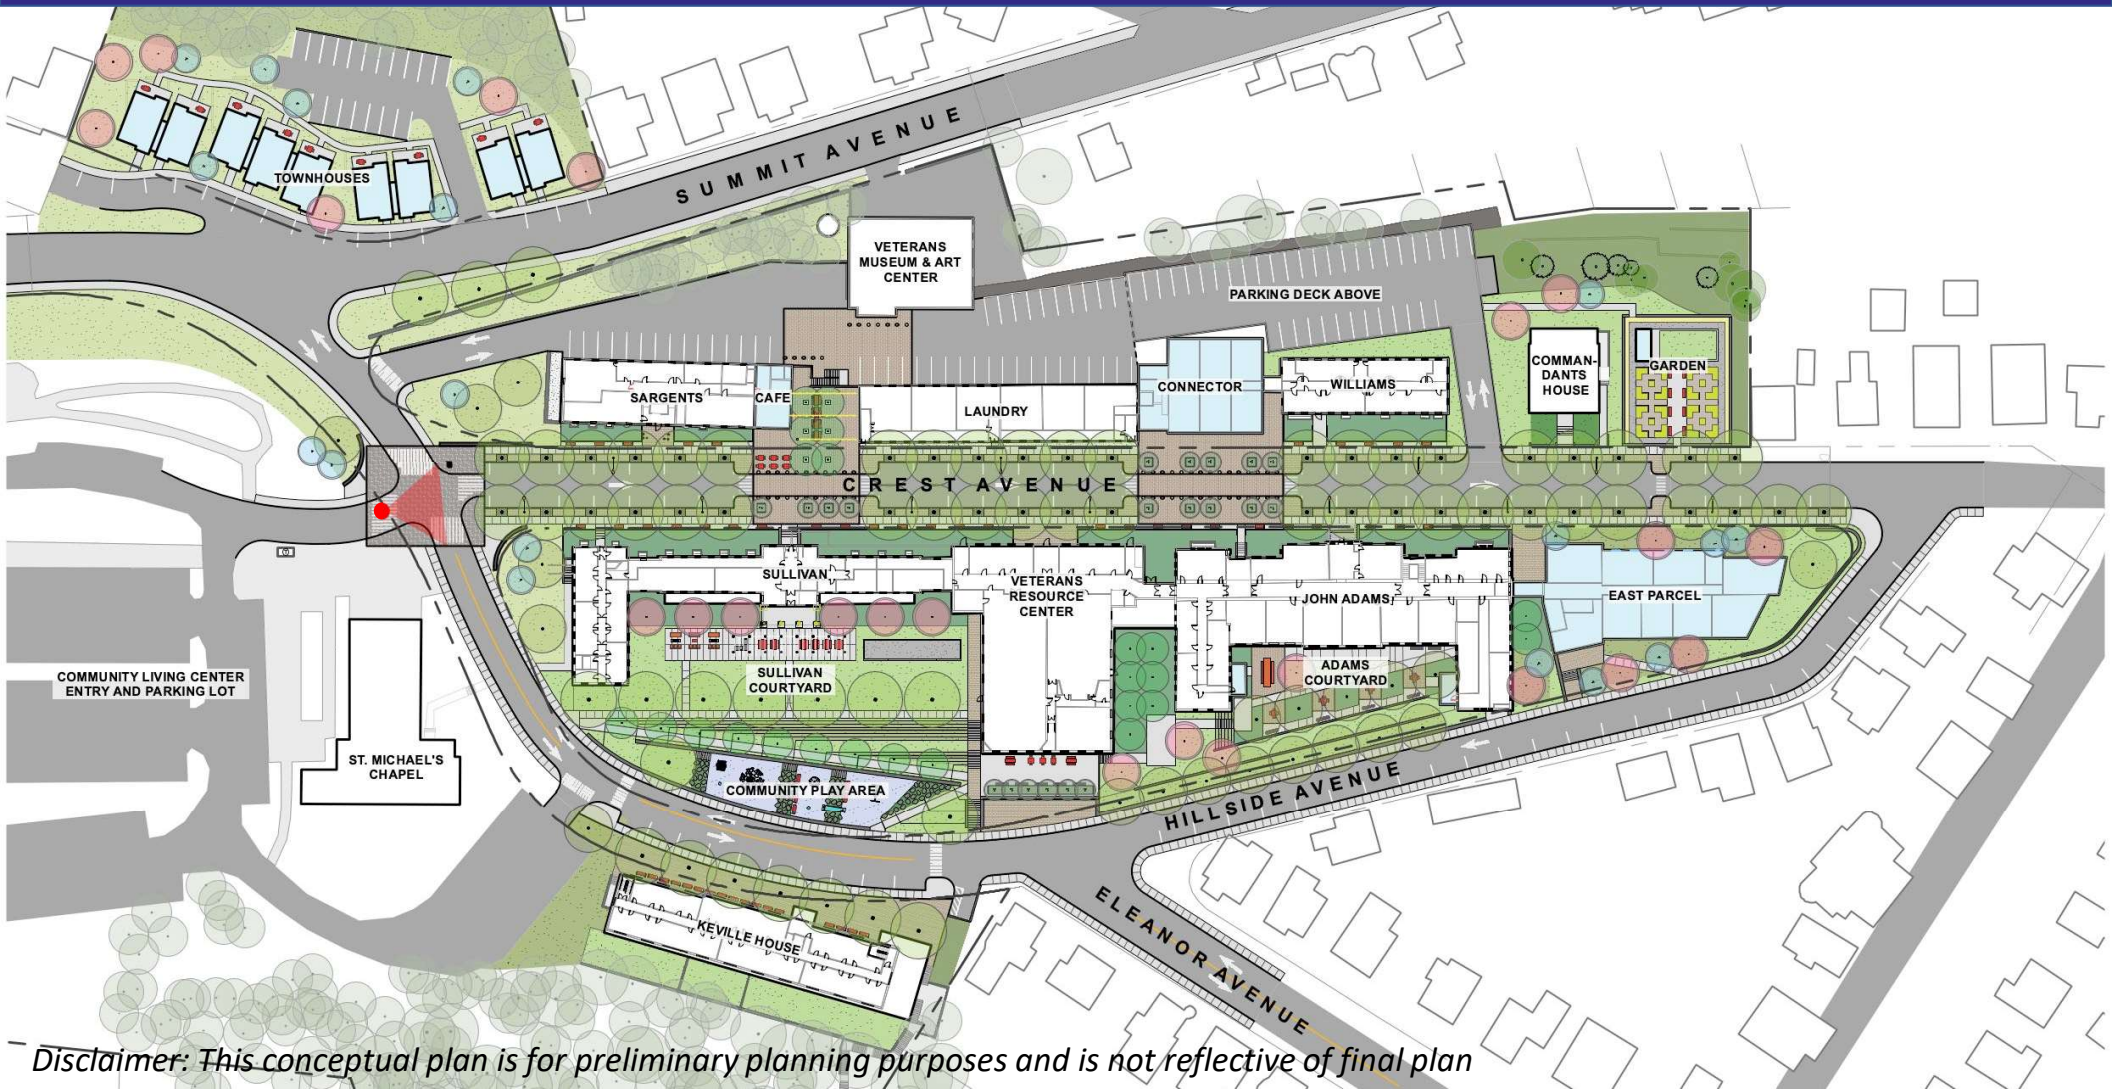 SUMMIT AVENUE
TOWNHOUSES
VETERANS
MUSEUM & ART
CENTER
PARKING DECK ABOVE
SARGENTS
CAFE
LAUNDRY
CONNECTOR
WILLIAMS
COMMAN-
DANTS
HOUSE
GARDEN
CREST AVENUE
SULLIVAN
VETERANS
RESOURCE
CENTER
JOHN ADAMS
EAST PARCEL
SULLIVAN
COURTYARD
ADAMS
COURTYARD
COMMUNITY LIVING CENTER
ENTRY AND PARKING LOT
ST. MICHAEL'S
CHAPEL
COMMUNITY PLAY AREA
HILLSIDE AVENUE
KEVILLE HOUSE
ELEANOR AVENUE
Disclaimer: This conceptual plan is for preliminary planning purposes and is not reflective of final plan